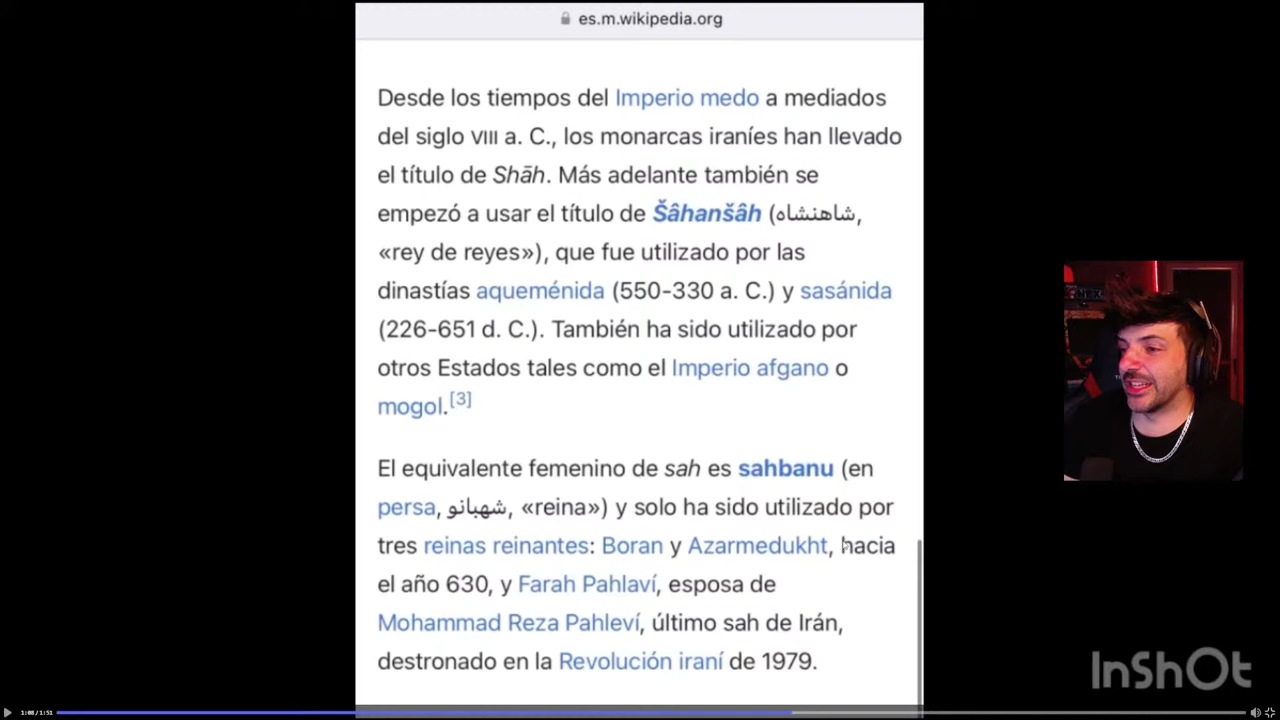 es.m.wikipedia.org
Desde los tiempos del Imperio medo a mediados
del siglo VIII a. C., los monarcas iraníes han llevado
el título de Shāh. Más adelante también se
empezó a usar el título de Šâhanšâh (شاهنشاه,
«rey de reyes»), que fue utilizado por las
dinastías aqueménida (550-330 a. C.) y sasánida
(226-651 d. C.). También ha sido utilizado por
otros Estados tales como el Imperio afgano o
mogol.[3]
El equivalente femenino de sah es sahbanu (en
persa, شهبانو, «reina») y solo ha sido utilizado por
tres reinas reinantes: Boran y Azarmedukht, hacia
el año 630, y Farah Pahlaví, esposa de
Mohammad Reza Pahleví, último sah de Irán,
destronado en la Revolución iraní de 1979.
InShOt
1:08/1:51